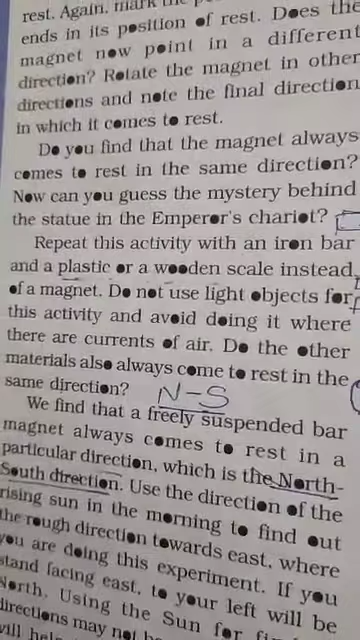 rest. Again, mark the
ends in its position of rest. Does the
magnet now point in a different
direction? Rotate the magnet in other
directions and note the final direction
in which it comes to rest.
Do you find that the magnet always
comes to rest in the same direction?
Now can you guess the mystery behind
the statue in the Emperor's chariot?
Repeat this activity with an iron bar
and a plastic or a wooden scale instead
of a magnet. Do not use light objects for
this activity and avoid doing it where
there are currents of air. Do the other
materials also always come to rest in the
same direction?
N-S
We find that a freely suspended bar
magnet always comes to rest in a
particular direction, which is the North-
South direction. Use the direction of the
rising sun in the morning to find out
the rough direction towards east, where
you are doing this experiment. If you
stand facing east, to your left will be
North. Using the Sun for
directions may not
will